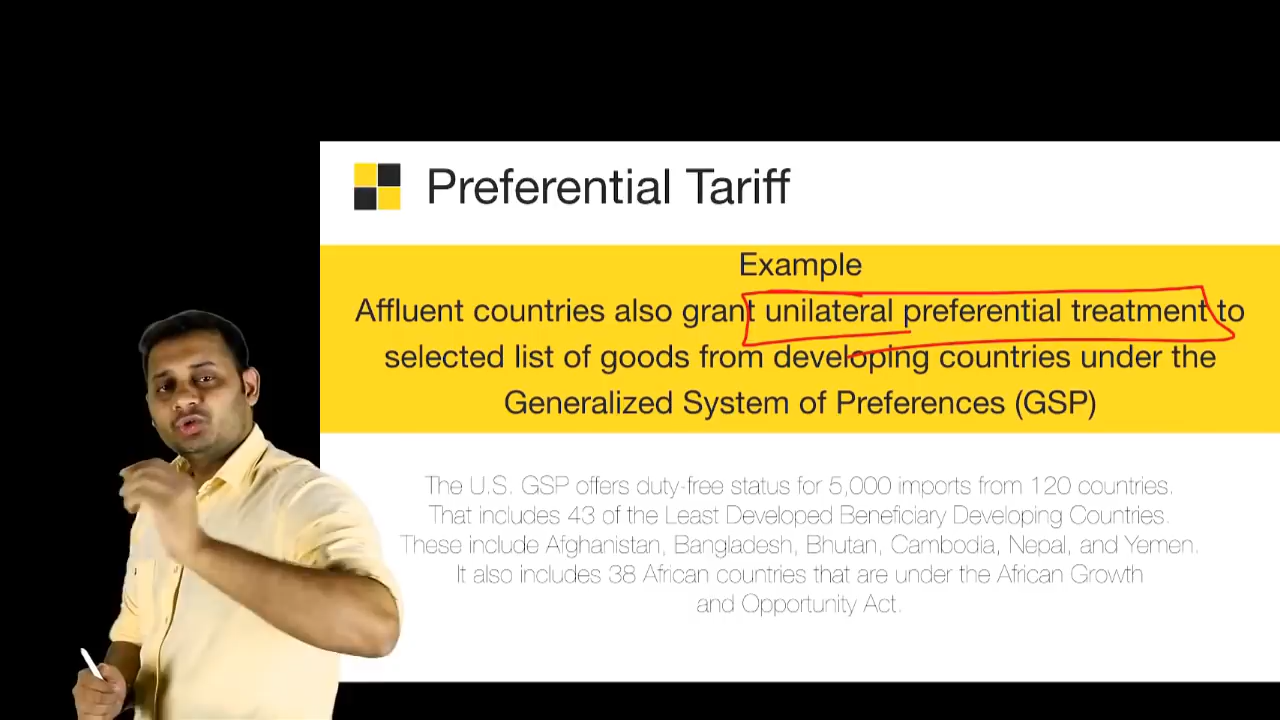 Preferential Tariff
Example
Affluent countries also grant unilateral preferential treatment to
selected list of goods from developing countries under the
Generalized System of Preferences (GSP)
The U.S. GSP offers duty-free status for 5,000 imports from 120 countries.
That includes 43 of the Least Developed Beneficiary Developing Countries.
These include Afghanistan, Bangladesh, Bhutan, Cambodia, Nepal, and Yemen.
It also includes 38 African countries that are under the African Growth
and Opportunity Act.